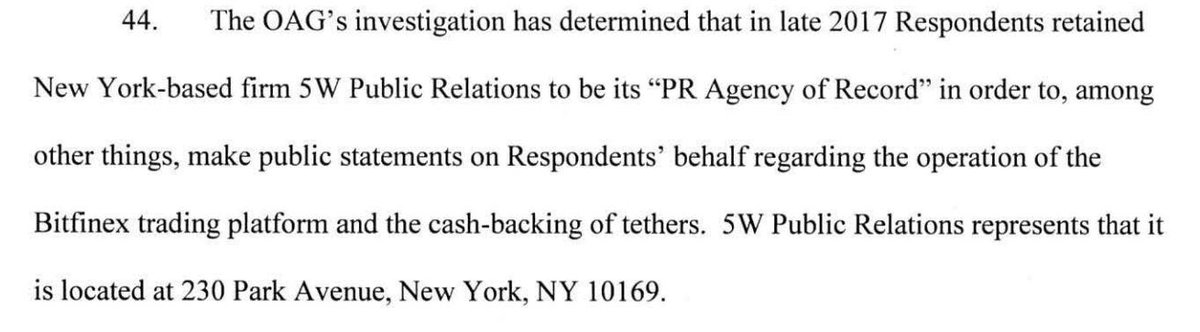 44. The OAG’s investigation has determined that in late 2017 Respondents retained
New York-based firm 5W Public Relations to be its “PR Agency of Record” in order to, among
other things, make public statements on Respondents’ behalf regarding the operation of the
Bitfinex trading platform and the cash-backing of tethers. 5W Public Relations represents that it
is located at 230 Park Avenue, New York, NY 10169.